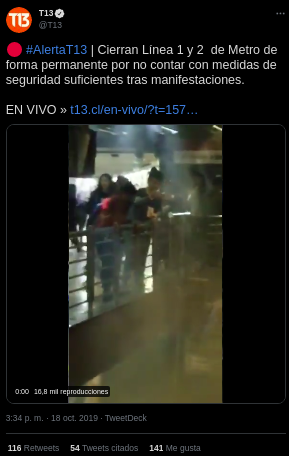 T13
@T13
#AlertaT13 | Cierran Línea 1 y 2 de Metro de
forma permanente por no contar con medidas de
seguridad suficientes tras manifestaciones.
EN VIVO » t13.cl/en-vivo/?t=157…
0:00 16,8 mil reproducciones
3:34 p. m. · 18 oct. 2019 · TweetDeck
116 Retweets 54 Tweets citados 141 Me gusta